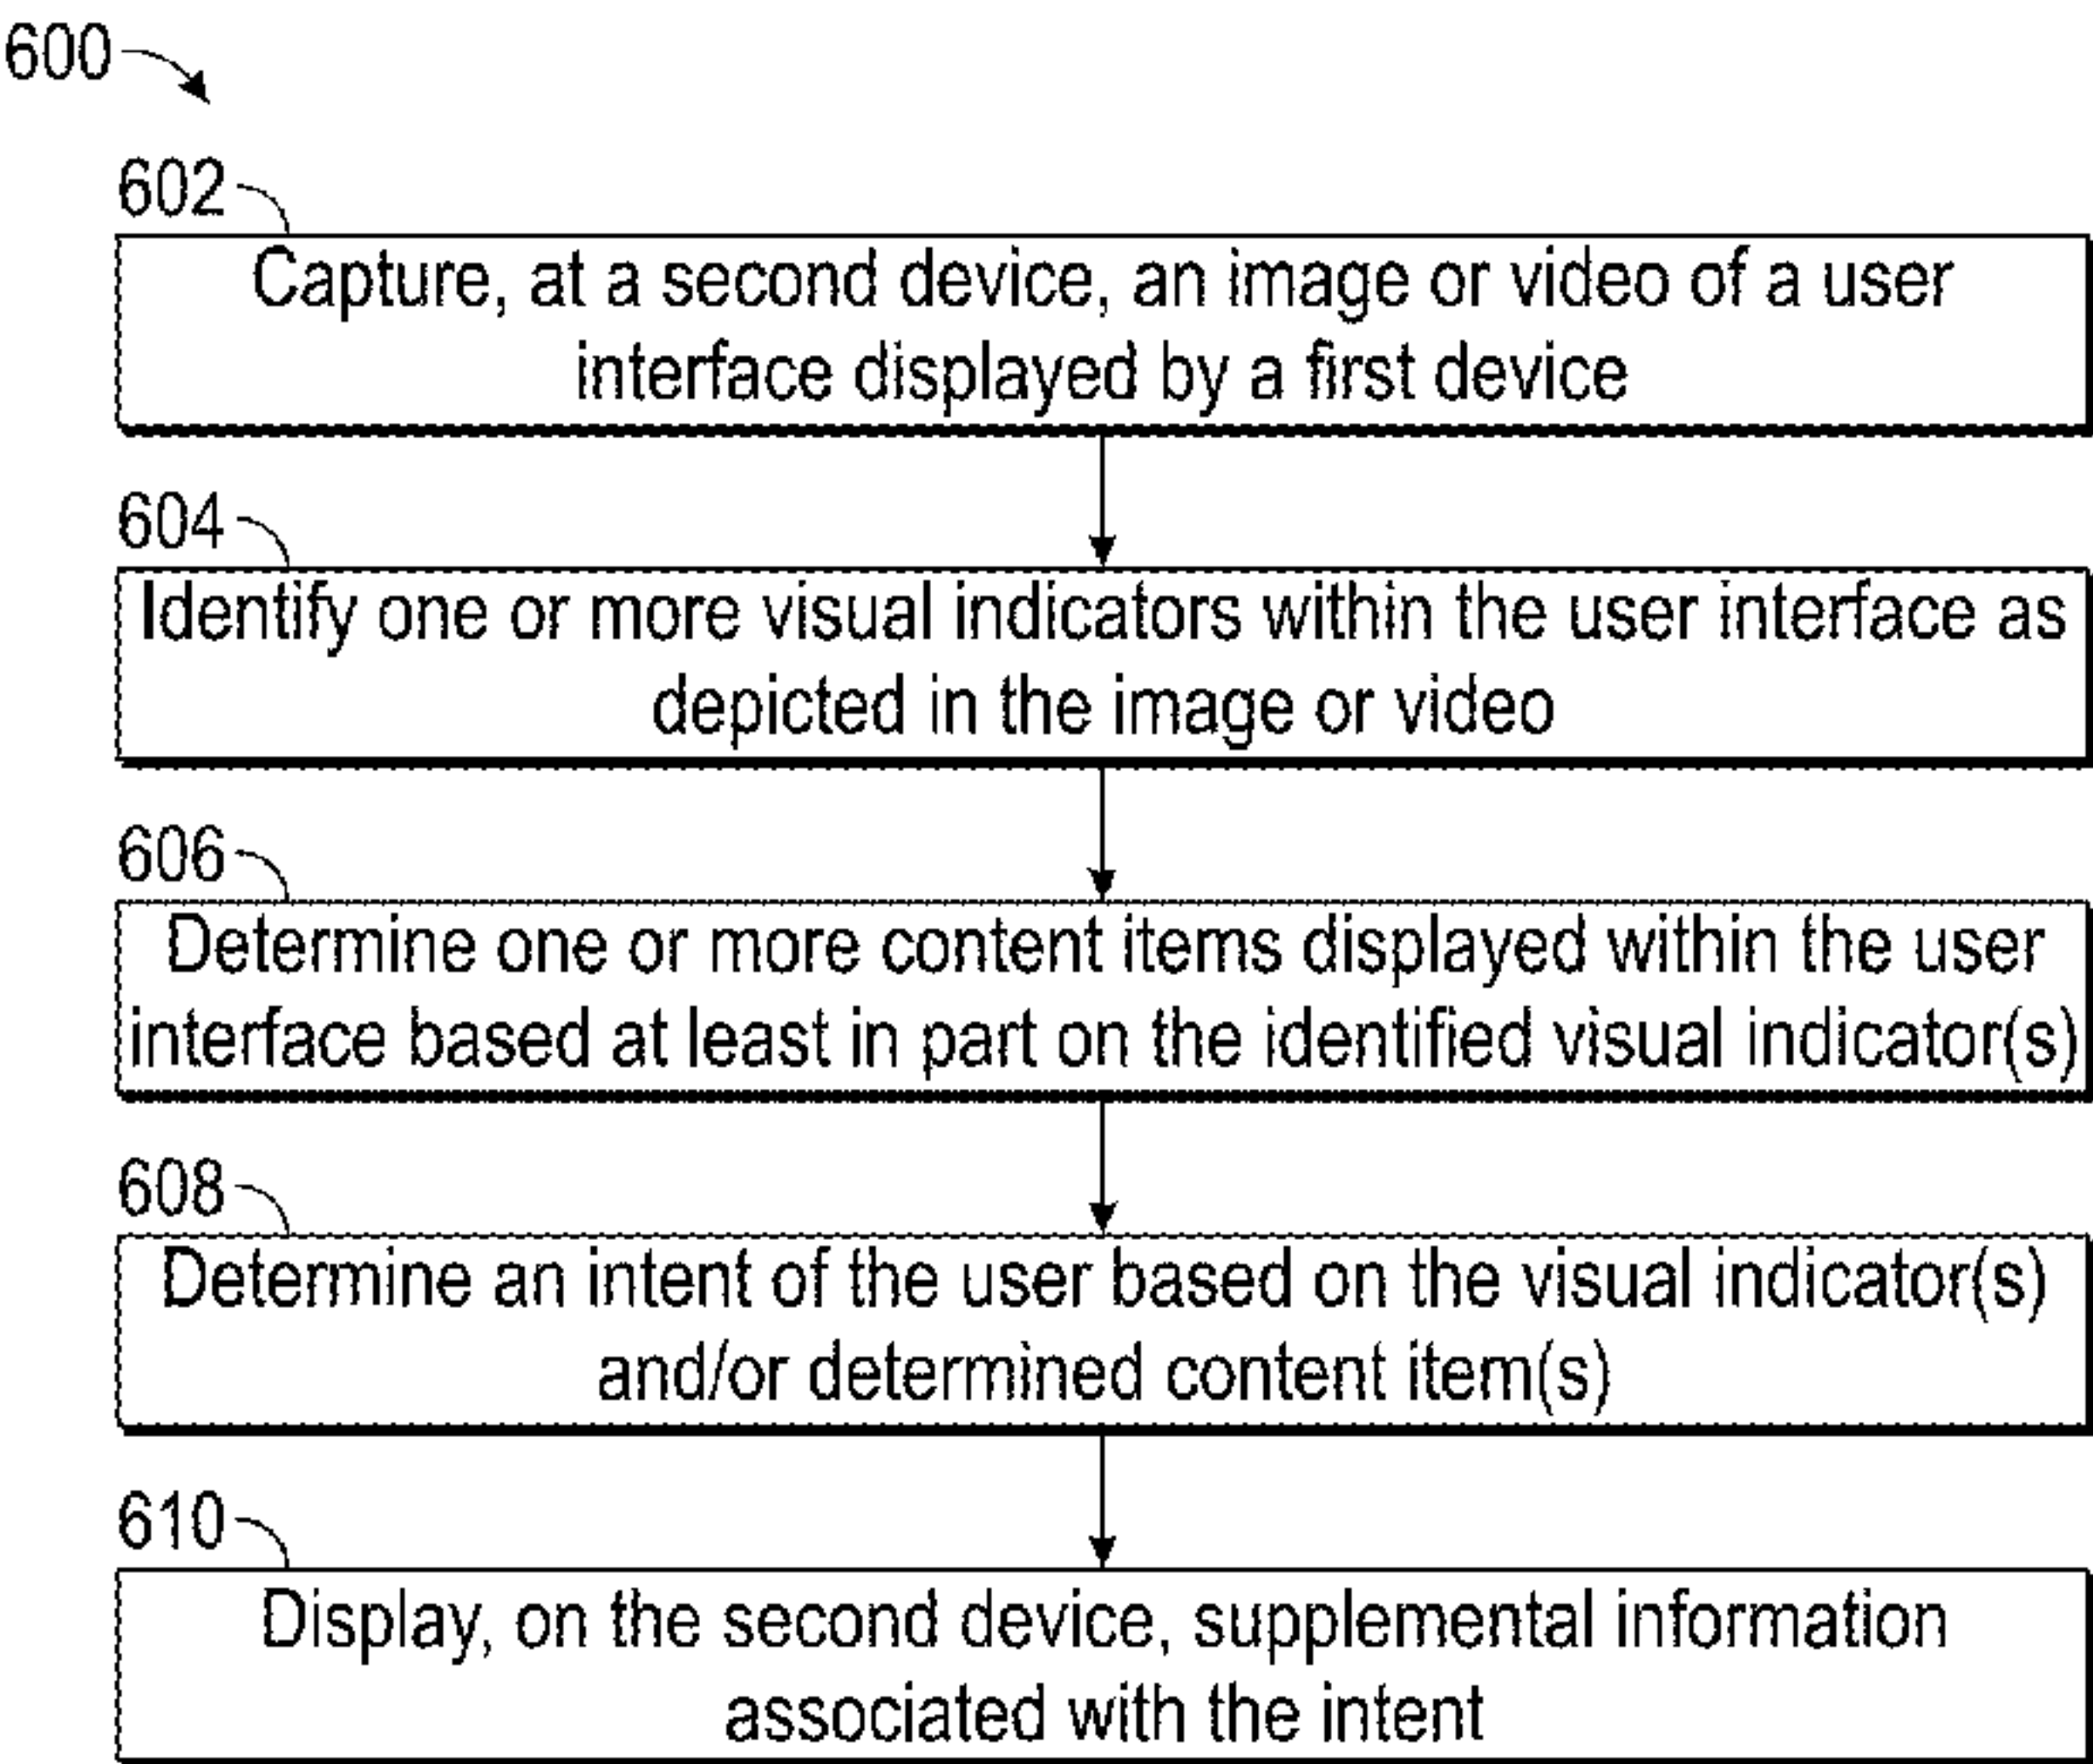 600
602
Capture, at a second device, an image or video of a user
interface displayed by a first device
604
Identify one or more visual indicators within the user interface as
depicted in the image or video
606
Determine one or more content items displayed within the user
interface based at least in part on the identified visual indicator(s)
608
Determine an intent of the user based on the visual indicator(s)
and/or determined content item(s)
610
Display, on the second device, supplemental information
associated with the intent